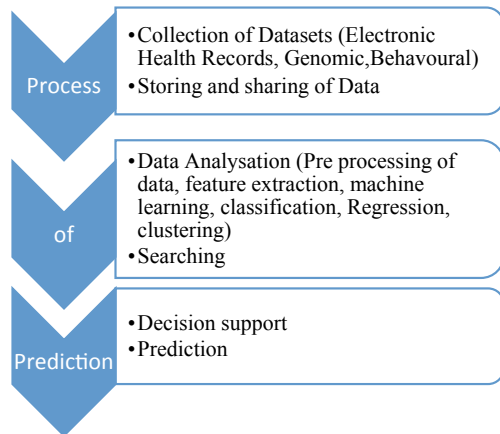 Process
•Collection of Datasets (Electronic
Health Records, Genomic,Behavoural)
•Storing and sharing of Data
of
•Data Analysation (Pre processing of
data, feature extraction, machine
learning, classification, Regression,
clustering)
•Searching
Prediction
•Decision support
•Prediction